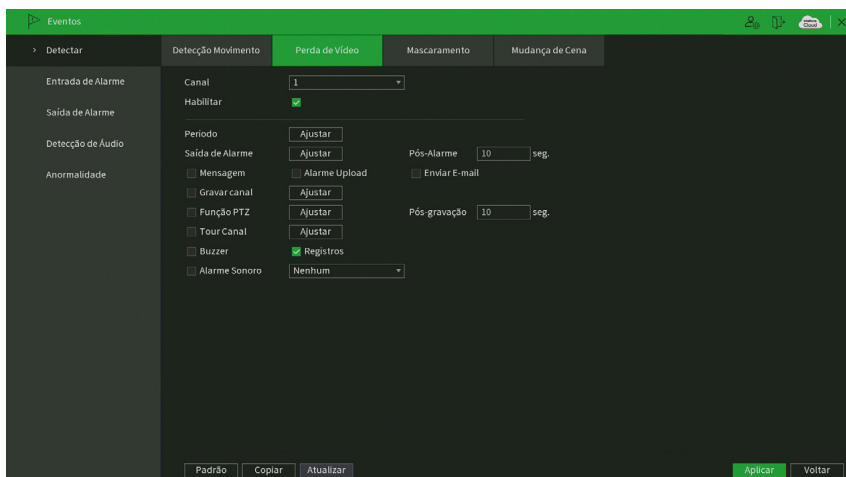 Eventos
Cloud
Detectar
Entrada de Alarme
Saída de Alarme
Detecção de Áudio
Anormalidade
Detecção Movimento Perda de Vídeo Mascaramento Mudança de Cena
Canal 1
Habilitar
Período Ajustar
Saída de Alarme Ajustar Pós-Alarme 10 seg.
Mensagem Alarme Upload Enviar E-mail
Gravar canal Ajustar
Função PTZ Ajustar Pós-gravação 10 seg.
Tour Canal Ajustar
Buzzer Registros
Alarme Sonoro Nenhum
Padrão Copiar Atualizar Aplicar Voltar